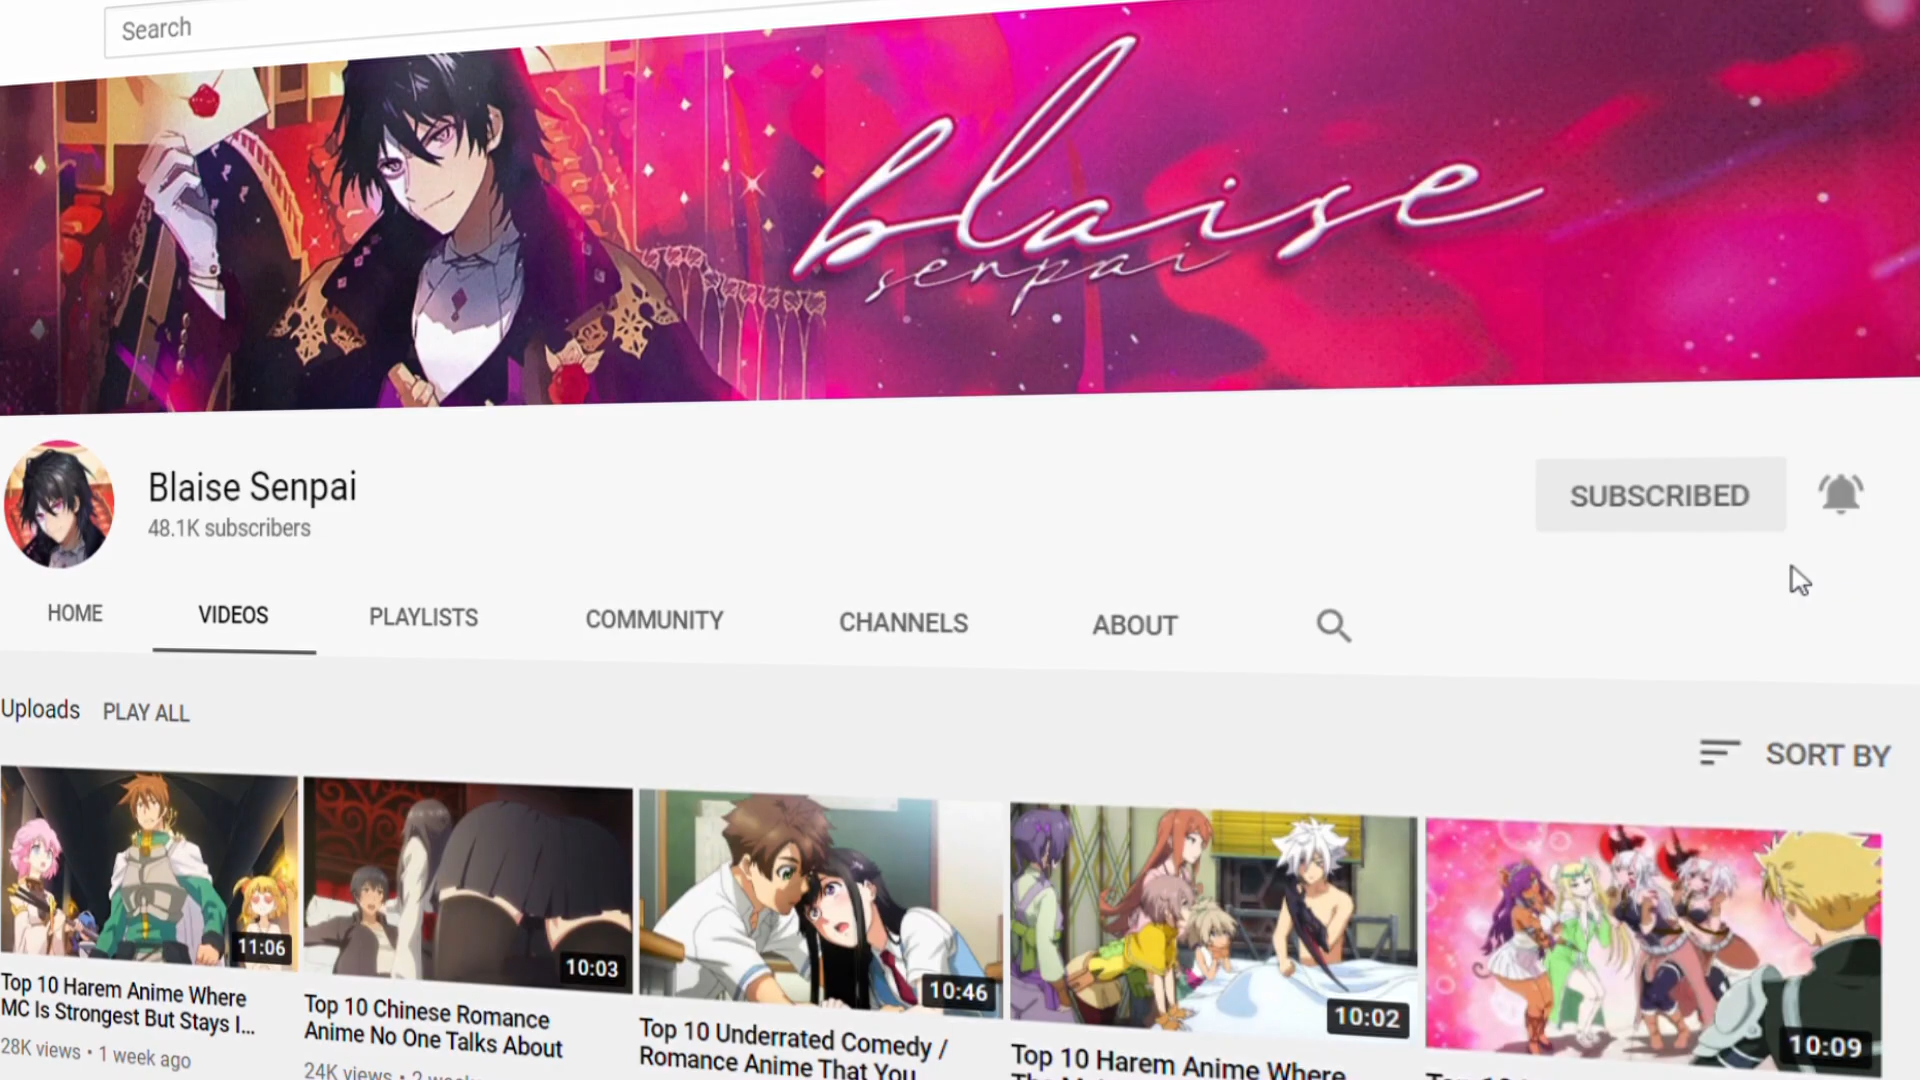 Search
blaise
senpai
Blaise Senpai
48.1K subscribers
SUBSCRIBED
HOME
VIDEOS
PLAYLISTS
COMMUNITY
CHANNELS
ABOUT
Uploads
PLAY ALL
SORT BY
11:06
10:03
10:46
10:02
10:09
Top 10 Harem Anime Where
MC Is Strongest But Stays I...
28K views • 1 week ago
Top 10 Chinese Romance
Anime No One Talks About
24K views • 2
Top 10 Underrated Comedy /
Romance Anime That You
Top 10 Harem Anime Where